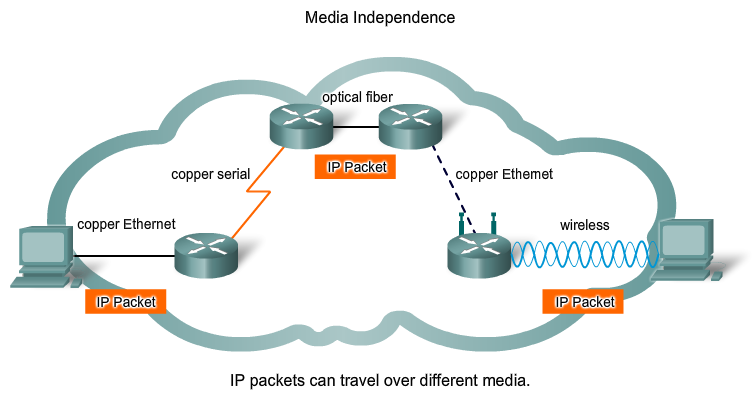 Media Independence
optical fiber
IP Packet
copper serial
copper Ethernet
copper Ethernet
wireless
IP Packet
IP Packet
IP packets can travel over different media.